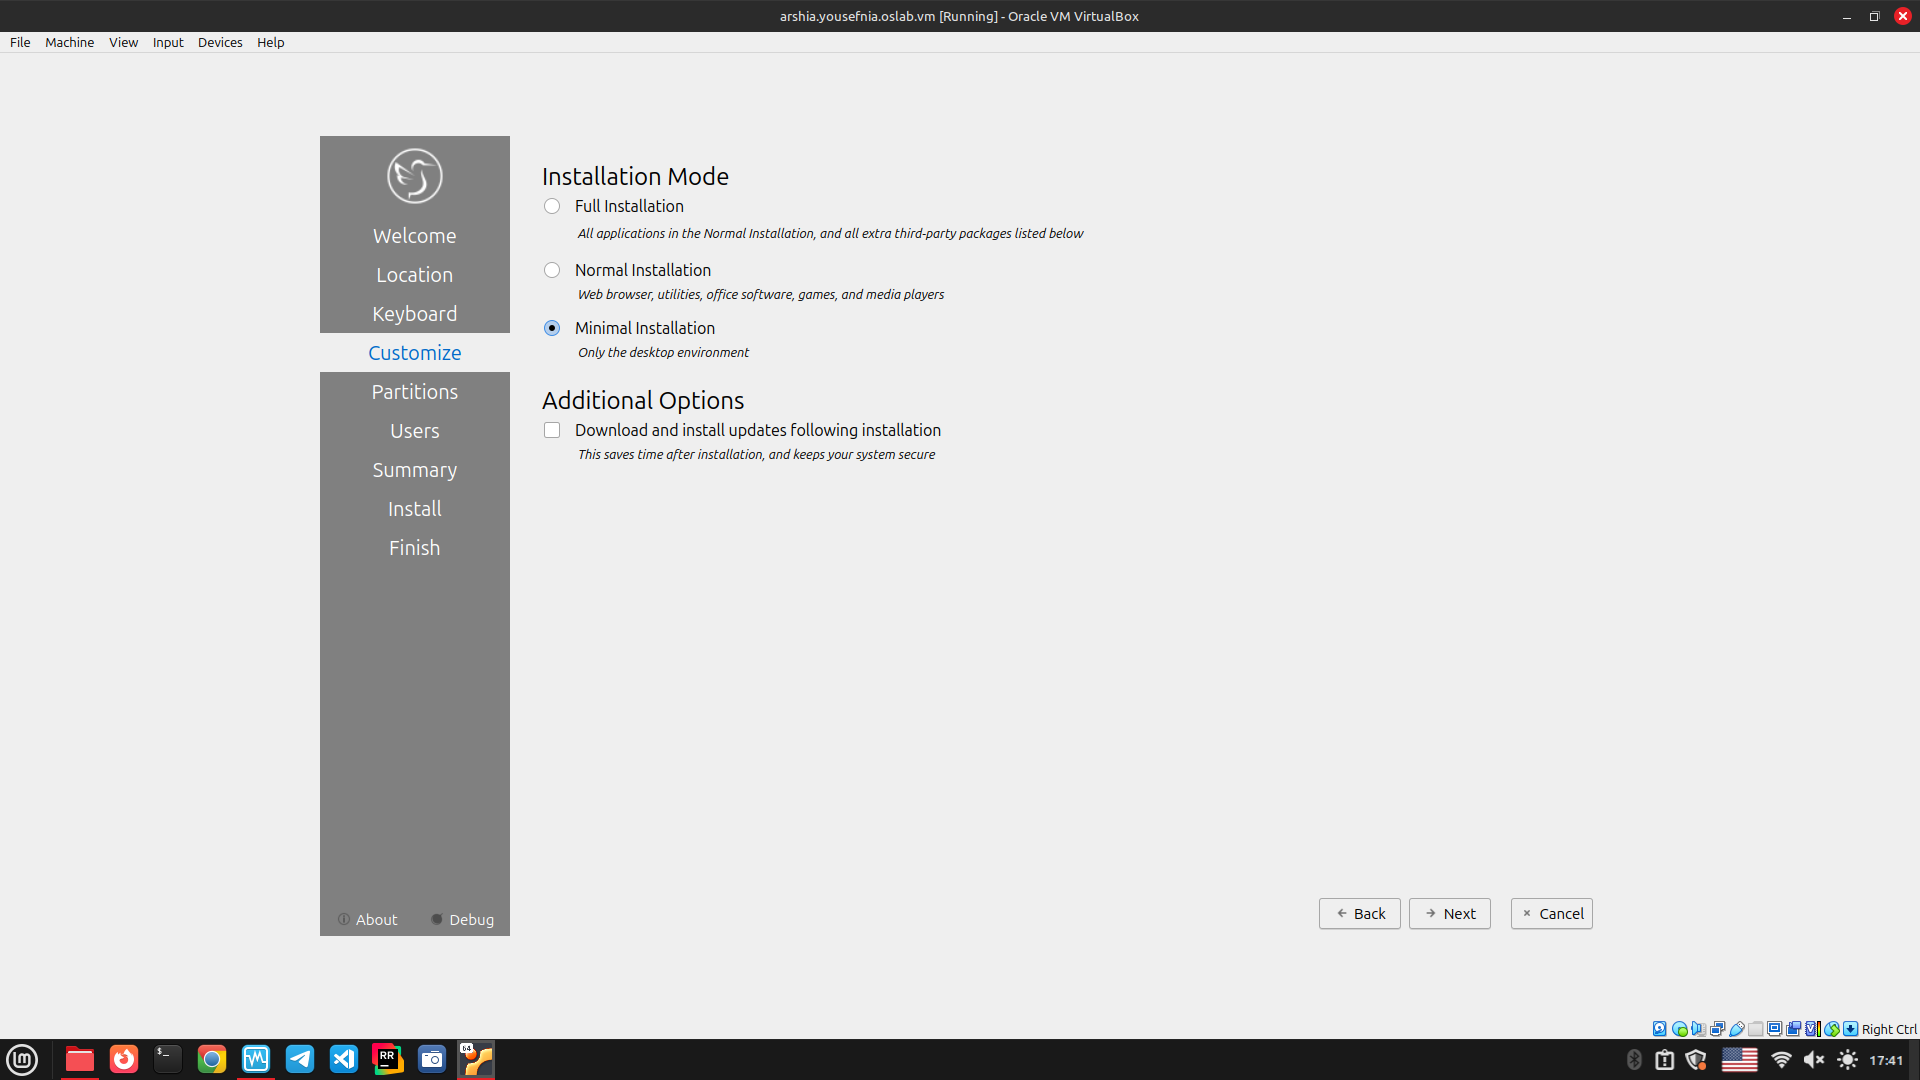 arshia.yousefnia.oslab.vm [Running] - Oracle VM VirtualBox
File Machine View Input Devices Help
Welcome
Location
Keyboard
Customize
Partitions
Users
Summary
Install
Finish
About Debug
Installation Mode
Full Installation
All applications in the Normal Installation, and all extra third-party packages listed below
Normal Installation
Web browser, utilities, office software, games, and media players
Minimal Installation
Only the desktop environment
Additional Options
Download and install updates following installation
This saves time after installation, and keeps your system secure
Back Next Cancel
Right Ctrl
RR
64
17:41